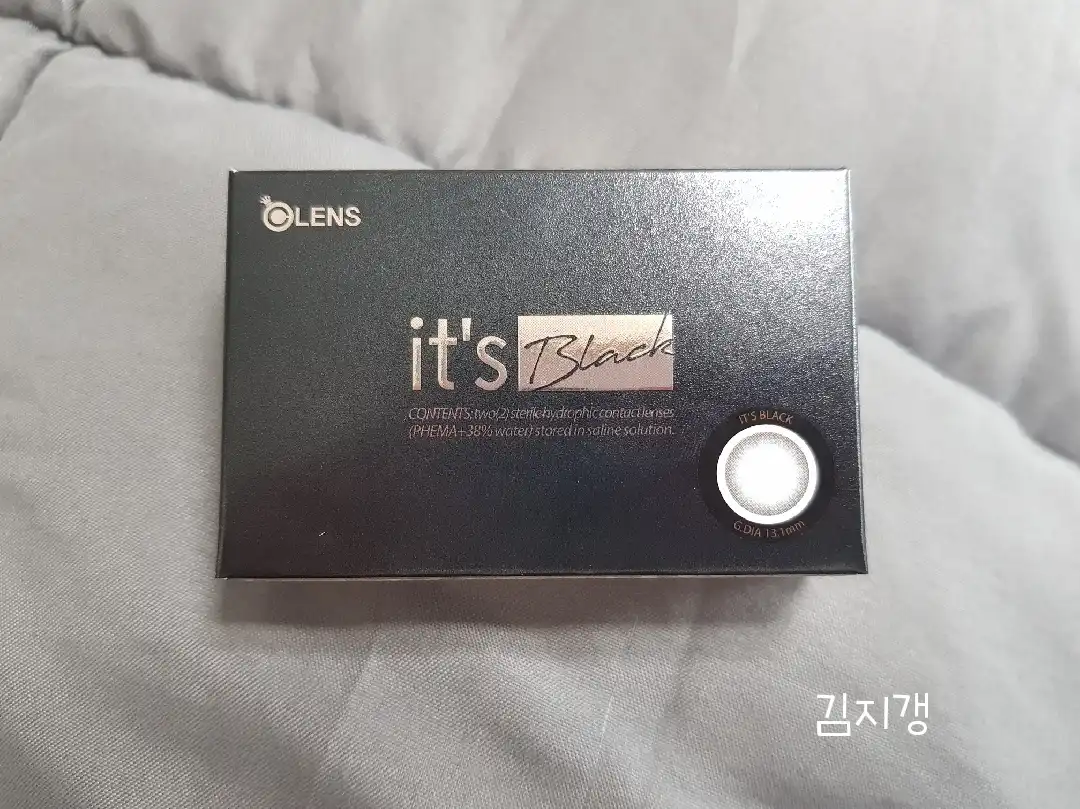 OLENS
it's Black
CONTENTS: two(2) sterile hydrophic contact lenses
(PHEMA+38% water) stored in saline solution.
IT'S BLACK
G.DIA 13.1mm
김지갱